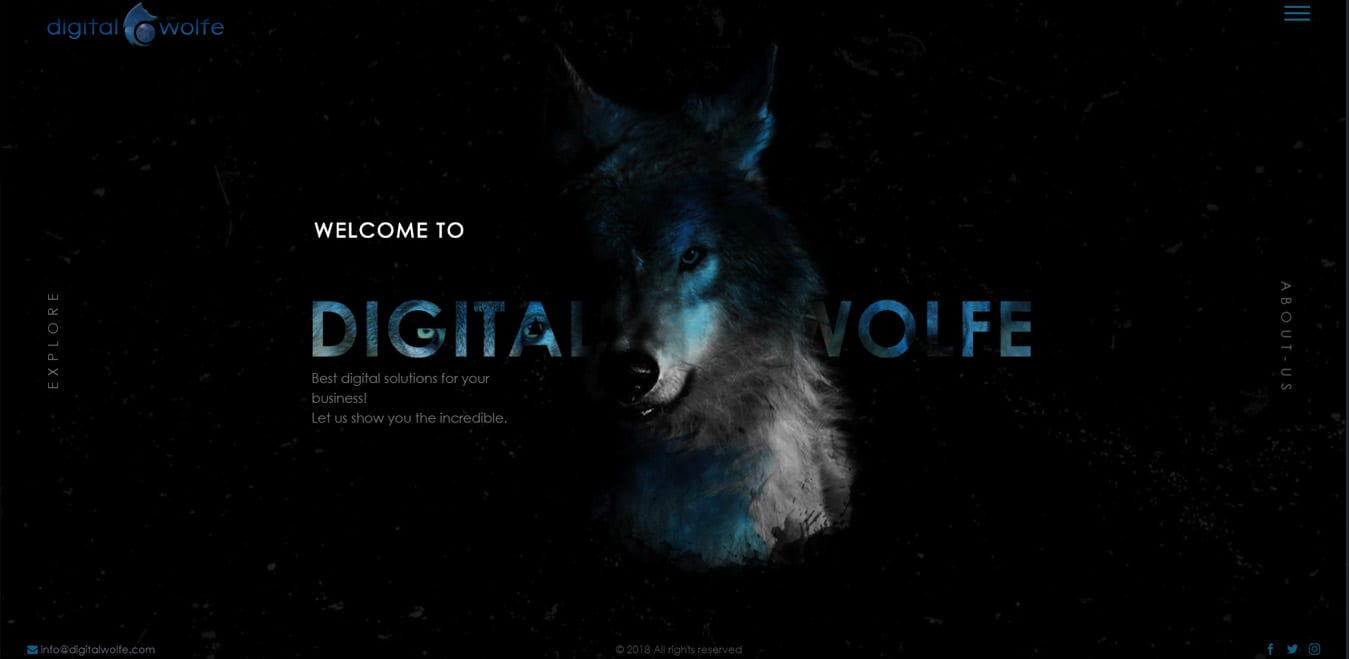 digital wolfe
WELCOME TO
DIGITAL WOLFE
Best digital solutions for your
business!
Let us show you the incredible.
EXPLORE
ABOUT-US
info@digitalwolfe.com
© 2018 All rights reserved